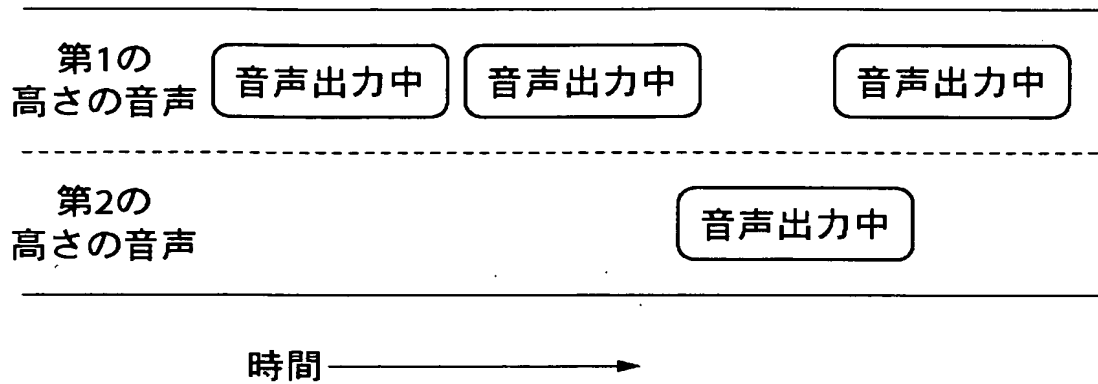 第1の
高さの音声
音声出力中 音声出力中 音声出力中
第2の
高さの音声
音声出力中
時間